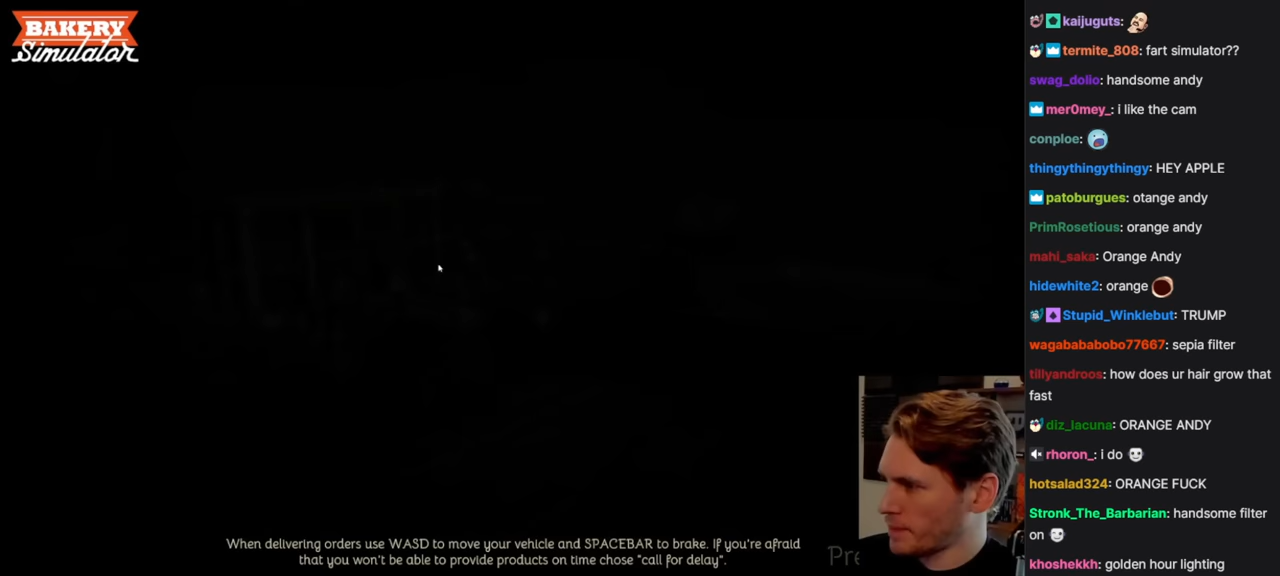 BAKERY
Simulator
kaijuguts:
termite_808: fart simulator??
swag_dolio: handsome andy
mer0mey_: i like the cam
conploe:
thingythingythingy: HEY APPLE
patoburgues: otange andy
PrimRosetious: orange andy
mahi_saka: Orange Andy
hidewhite2: orange
Stupid_Winklebut: TRUMP
wagabababobo77667: sepia filter
tillyandroos: how does ur hair grow that
fast
diz_lacuna: ORANGE ANDY
rhoron_: i do
hotsalad324: ORANGE FUCK
Stronk_The_Barbarian: handsome filter
on
khoshekkh: golden hour lighting
When delivering orders use WASD to move your vehicle and SPACEBAR to brake. If you're afraid
that you won't be able to provide products on time chose "call for delay".
Pre